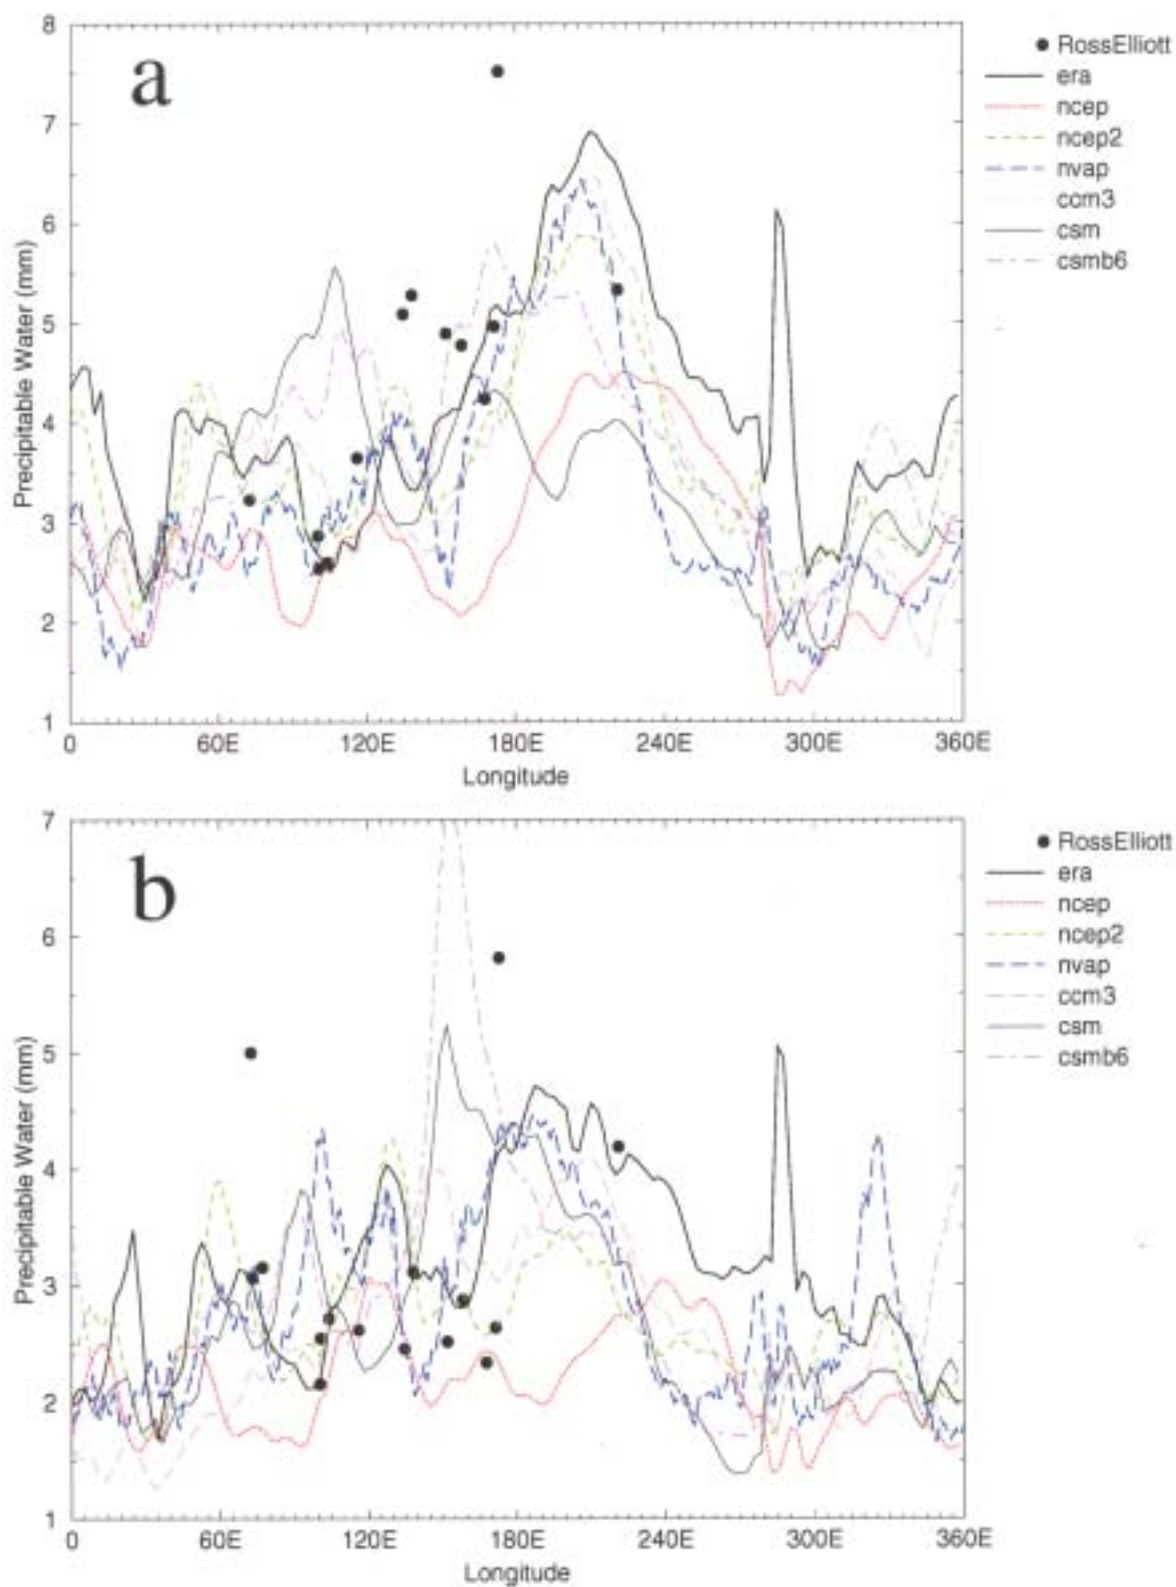 a
8
7
6
5
4
3
2
1
Precipitable Water (mm)
0 60E 120E 180E 240E 300E 360E
Longitude
RossElliott
era
ncep
ncep2
nvap
ccm3
csm
csmb6
b
7
6
5
4
3
2
1
Precipitable Water (mm)
0 60E 120E 180E 240E 300E 360E
Longitude
RossElliott
era
ncep
ncep2
nvap
ccm3
csm
csmb6